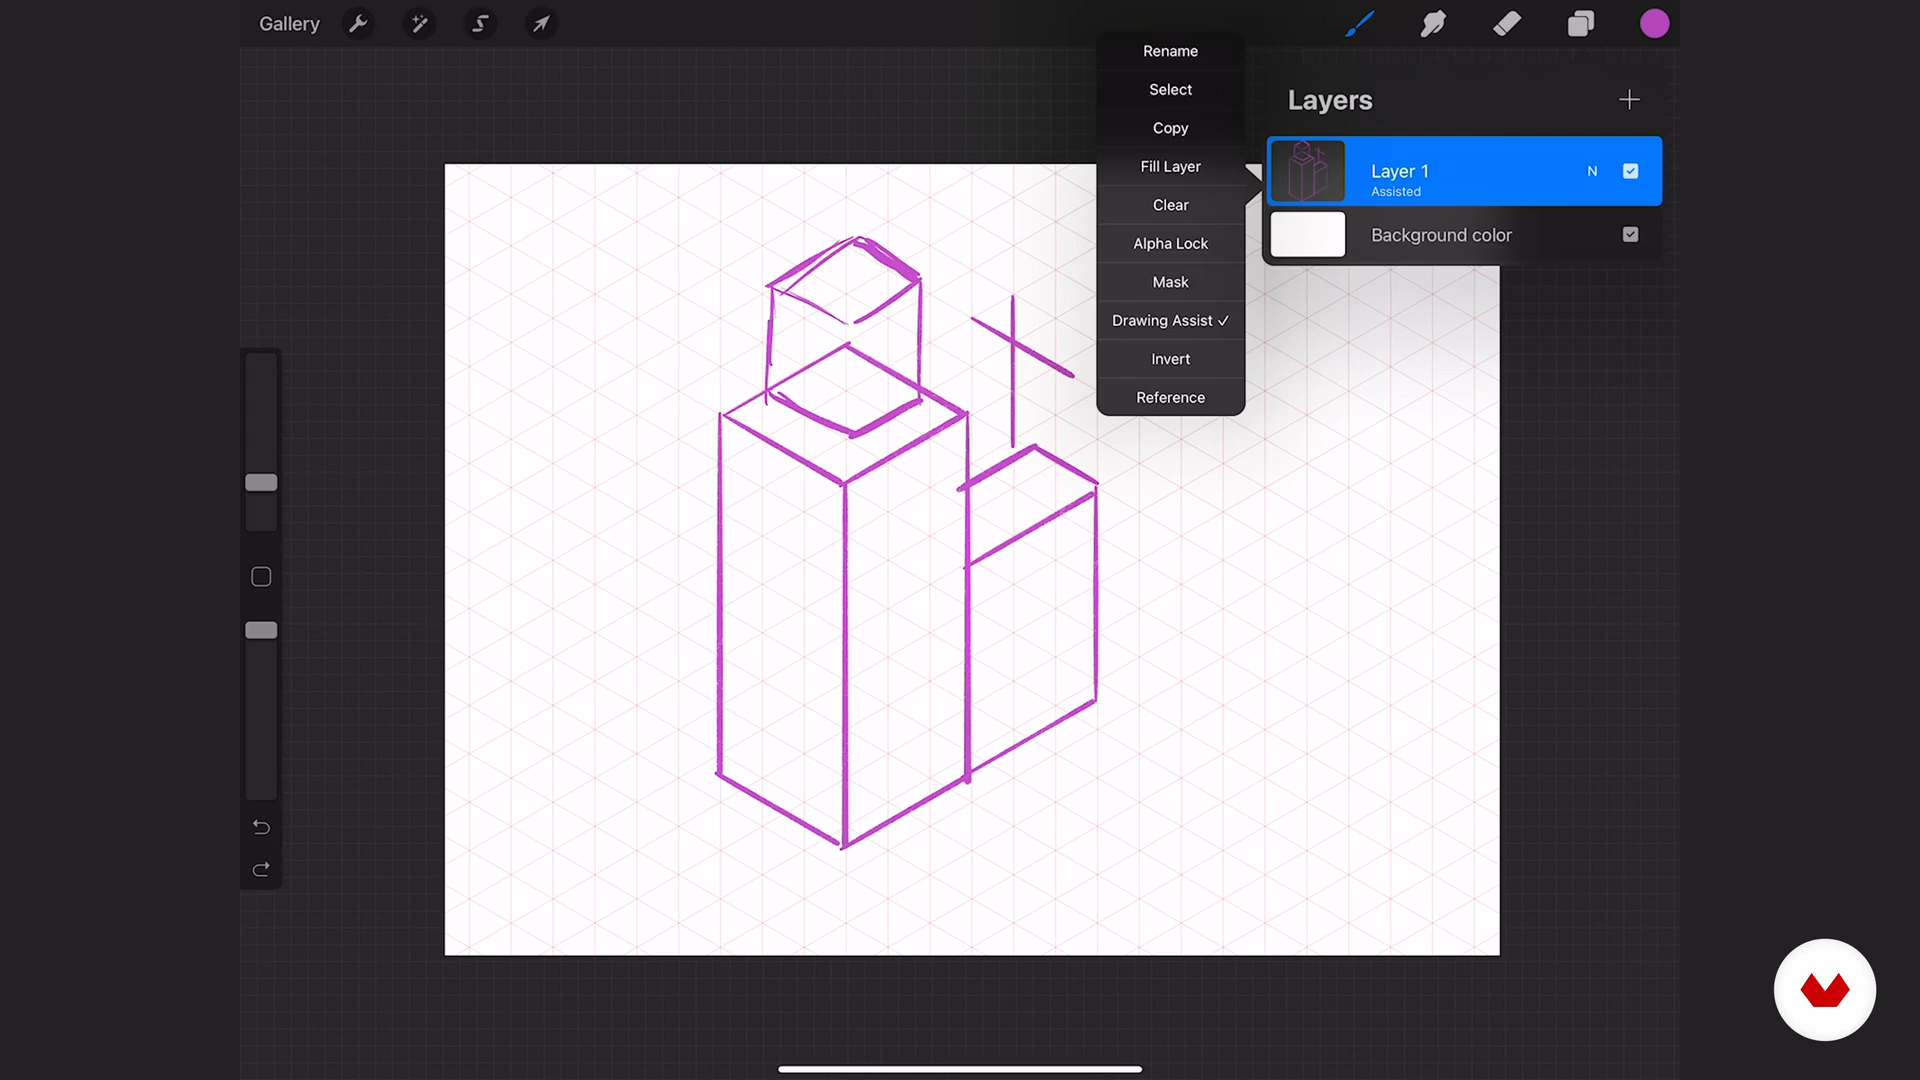 Gallery
Rename
Select
Copy
Fill Layer
Clear
Alpha Lock
Mask
Drawing Assist ✓
Invert
Reference
Layers
Layer 1
N
Assisted
Background color